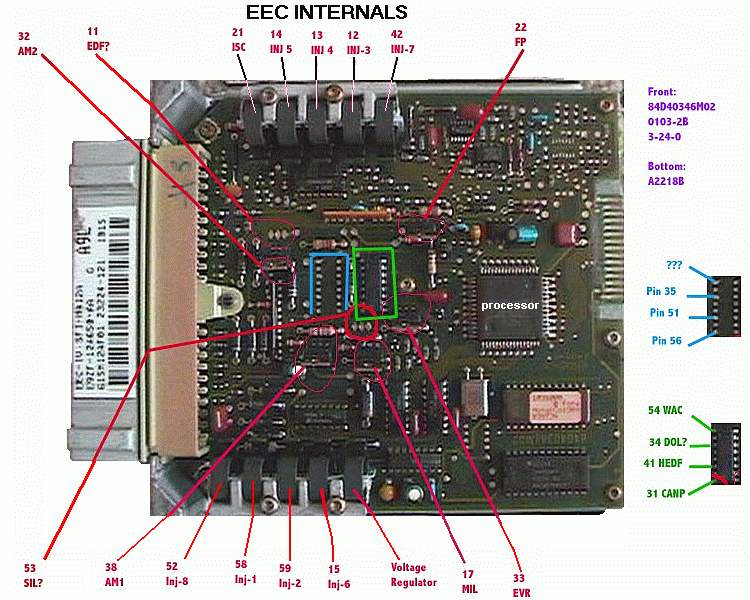 EEC INTERNALS
32
AM2
11
EDF?
21
ISC
14
INJ 5
13
INJ 4
12
INJ-3
42
INJ-7
22
FP
Front:
84D40346M02
0103-2B
3-24-0
Bottom:
A2218B
A9L
processor
???
Pin 35
Pin 51
Pin 56
54 WAC
34 DOL?
41 HEDF
31 CANP
53
SIL?
38
AM1
52
Inj-8
58
Inj-1
59
Inj-2
15
Inj-6
Voltage
Regulator
17
MIL
33
EVR